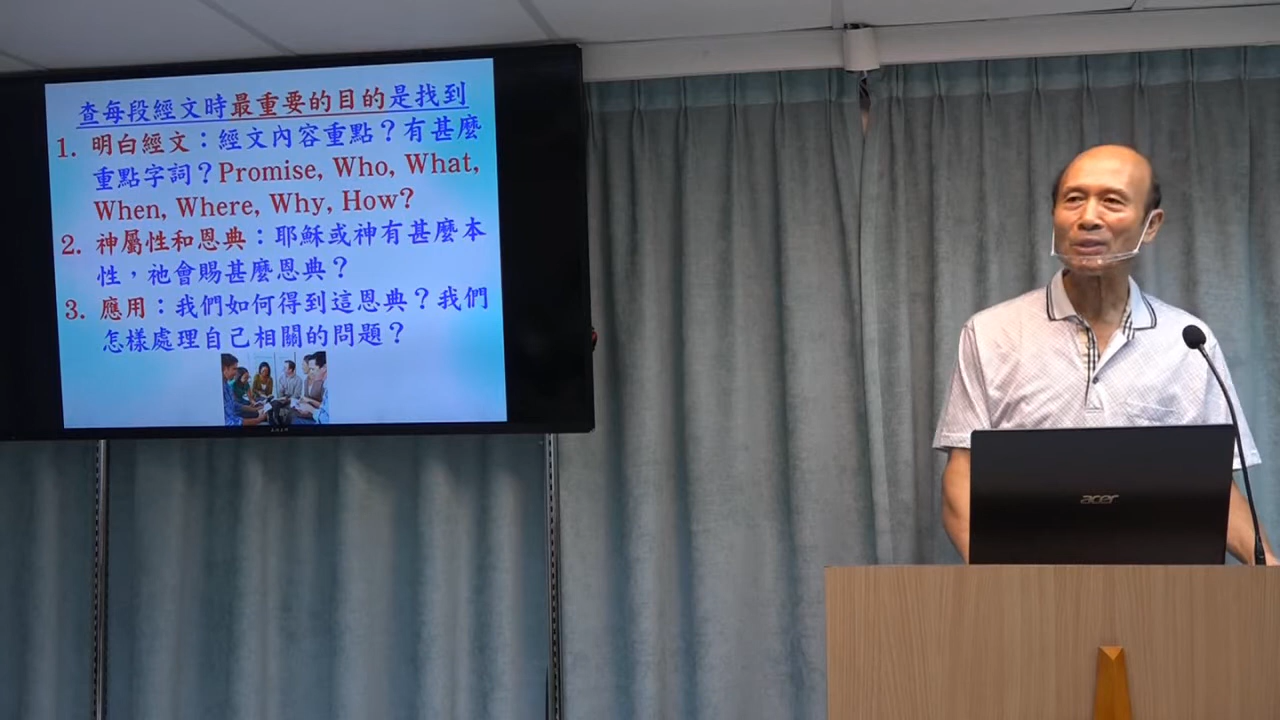 查每段經文時最重要的目的是找到
1. 明白經文：經文內容重點？有甚麼
重點字詞？Promise, Who, What,
When, Where, Why, How?
2. 神屬性和恩典：耶穌或神有甚麼本
性，祂會賜甚麼恩典？
3. 應用：我們如何得到這恩典？我們
怎樣處理自己相關的問題？
acer